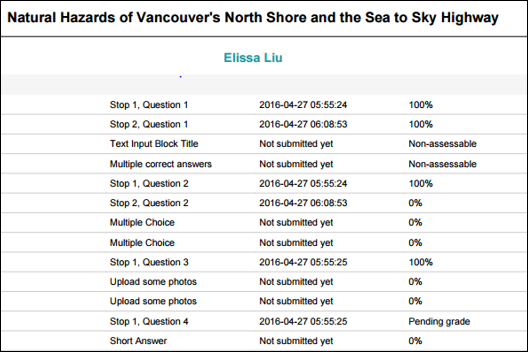 Natural Hazards of Vancouver's North Shore and the Sea to Sky Highway
Elissa Liu
Stop 1, Question 1 2016-04-27 05:55:24 100%
Stop 2, Question 1 2016-04-27 06:08:53 100%
Text Input Block Title Not submitted yet Non-assessable
Multiple correct answers Not submitted yet Non-assessable
Stop 1, Question 2 2016-04-27 05:55:24 100%
Stop 2, Question 2 2016-04-27 06:08:53 0%
Multiple Choice Not submitted yet 0%
Multiple Choice Not submitted yet 0%
Stop 1, Question 3 2016-04-27 05:55:25 100%
Upload some photos Not submitted yet 0%
Upload some photos Not submitted yet 0%
Stop 1, Question 4 2016-04-27 05:55:25 Pending grade
Short Answer Not submitted yet 0%